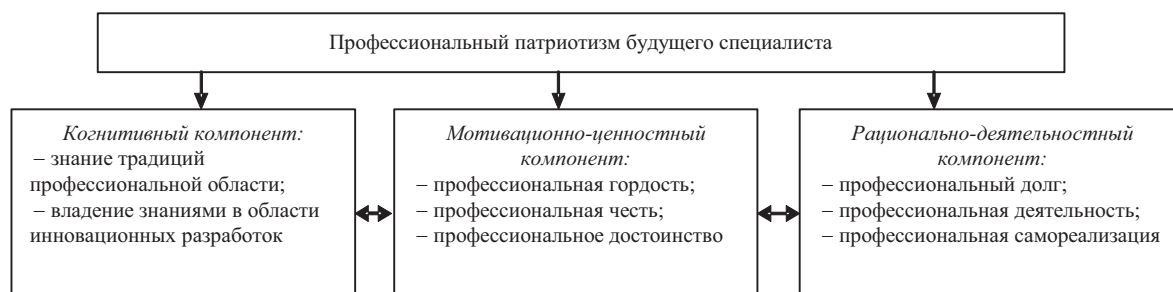 Профессиональный патриотизм будущего специалиста
Когнитивный компонент:
– знание традиций
профессиональной области;
– владение знаниями в области
инновационных разработок
Мотивационно-ценностный
компонент:
– профессиональная гордость;
– профессиональная честь;
– профессиональное достоинство
Рационально-деятельностный
компонент:
– профессиональный долг;
– профессиональная деятельность;
– профессиональная самореализация